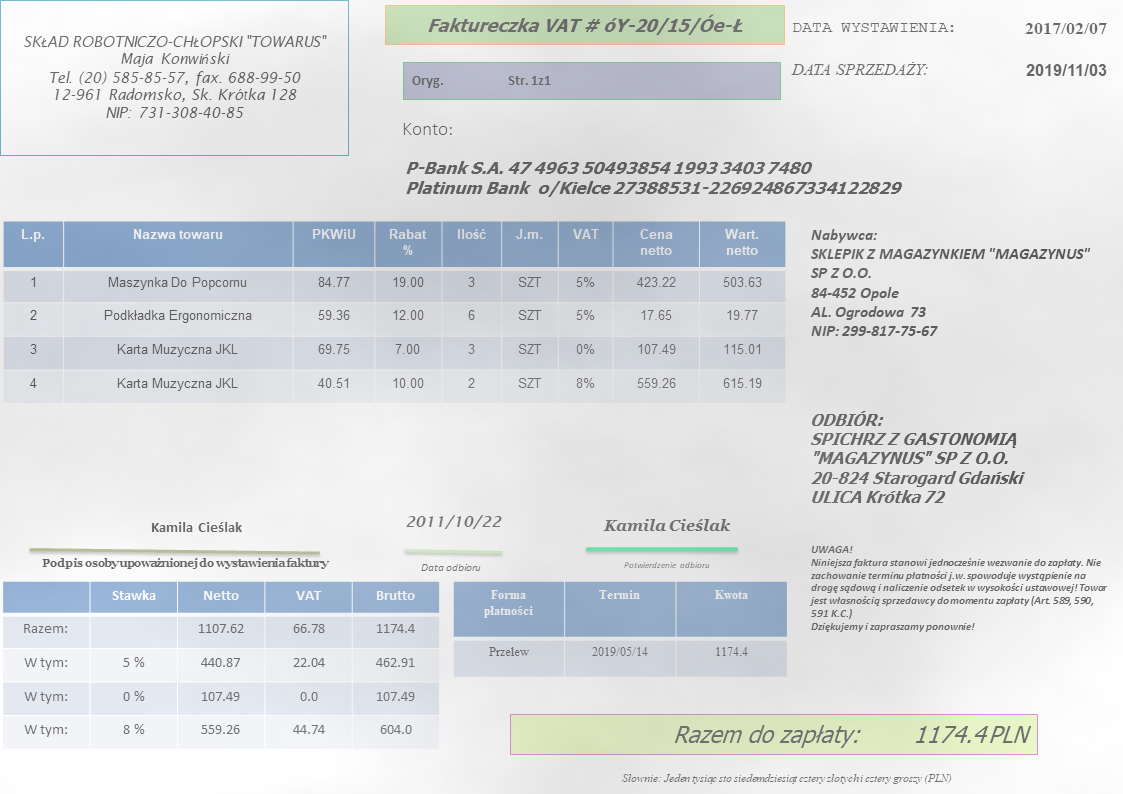 SKŁAD ROBOTNICZO-CHŁOPSKI "TOWARUS"
Maja Konwiński
Tel. (20) 585-85-57, fax. 688-99-50
12-961 Radomsko, Sk. Krótka 128
NIP: 731-308-40-85
Faktureczka VAT # óY-20/15/Óe-Ł
Oryg. Str. 1z1
DATA WYSTAWIENIA: 2017/02/07
DATA SPRZEDAŻY: 2019/11/03
Konto:
P-Bank S.A. 47 4963 50493854 1993 3403 7480
Platinum Bank o/Kielce 27388531-226924867334122829
L.p. Nazwa towaru PKWiU Rabat % Ilość J.m. VAT Cena netto Wart. netto
1 Maszynka Do Popcornu 84.77 19.00 3 SZT 5% 423.22 503.63
2 Podkładka Ergonomiczna 59.36 12.00 6 SZT 5% 17.65 19.77
3 Karta Muzyczna JKL 69.75 7.00 3 SZT 0% 107.49 115.01
4 Karta Muzyczna JKL 40.51 10.00 2 SZT 8% 559.26 615.19
Nabywca:
SKLEPIK Z MAGAZYNKIEM "MAGAZYNUS"
SP Z O.O.
84-452 Opole
AL. Ogrodowa 73
NIP: 299-817-75-67
ODBIÓR:
SPICHRZ Z GASTONOMIĄ
"MAGAZYNUS" SP Z O.O.
20-824 Starogard Gdański
ULICA Krótka 72
Kamila Cieślak
Podpis osoby upoważnionej do wystawienia faktury
2011/10/22
Data odbioru
Kamila Cieślak
Potwierdzenie odbioru
UWAGA!
Niniejsza faktura stanowi jednocześnie wezwanie do zapłaty. Nie
zachowanie terminu płatności j.w. spowoduje wystąpienie na
drogę sądową i naliczenie odsetek w wysokości ustawowej! Towar
jest własnością sprzedawcy do momentu zapłaty (Art. 589, 590,
591 K.C.)
Dziękujemy i zapraszamy ponownie!
Stawka Netto VAT Brutto
Razem: 1107.62 66.78 1174.4
W tym: 5 % 440.87 22.04 462.91
W tym: 0 % 107.49 0.0 107.49
W tym: 8 % 559.26 44.74 604.0
Forma płatności Termin Kwota
Przelew 2019/05/14 1174.4
Razem do zapłaty: 1174.4 PLN
Słownie: Jeden tysiąc sto siedemdziesiąt cztery złotych i cztery groszy (PLN)